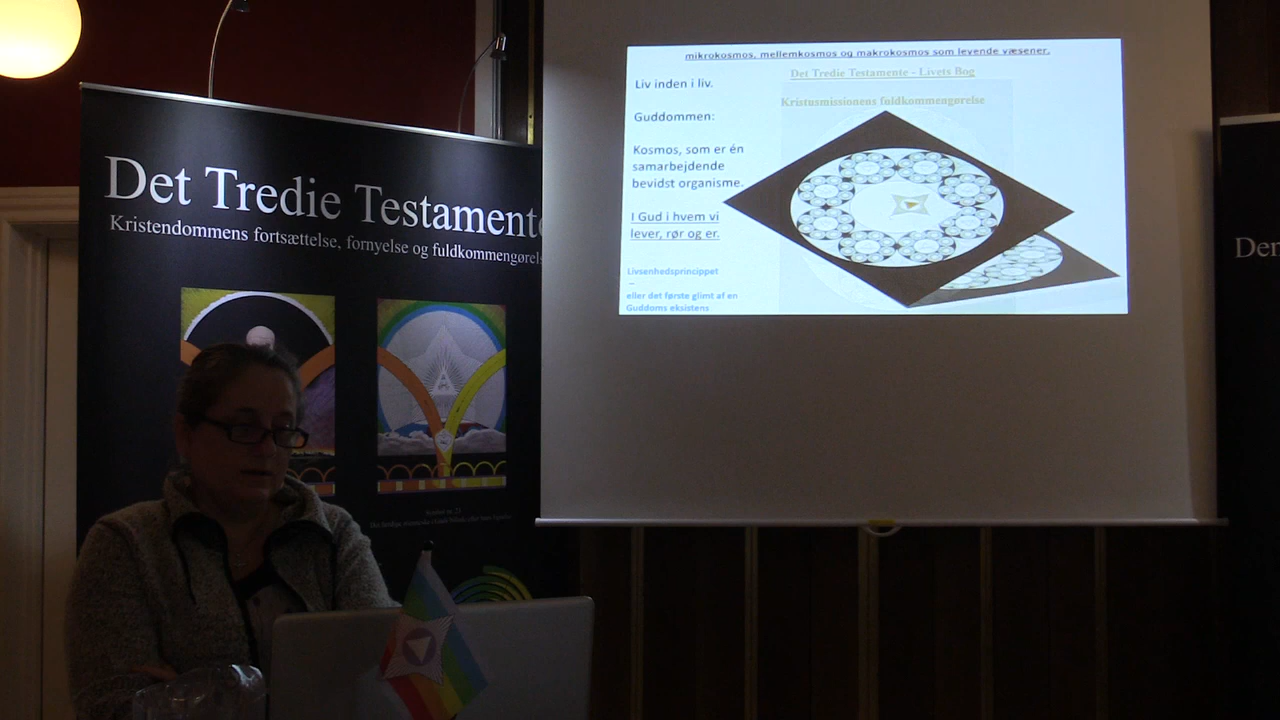 Det Tredie Testamente
Kristendommens fortsættelse, fornyelse og fuldkommengørels
mikrokosmos, mellemkosmos og makrokosmos som levende væsener.
Det Tredie Testamente - Livets Bog
Kristusmissionens fuldkommengørelse
Liv inden i liv.
Guddommen:
Kosmos, som er én
samarbejdende
bevidst organisme.
I Gud i hvem vi
lever, rør og er.
Livsenhedsprincippet
–
eller det første glimt af en
Guddoms eksistens
Den